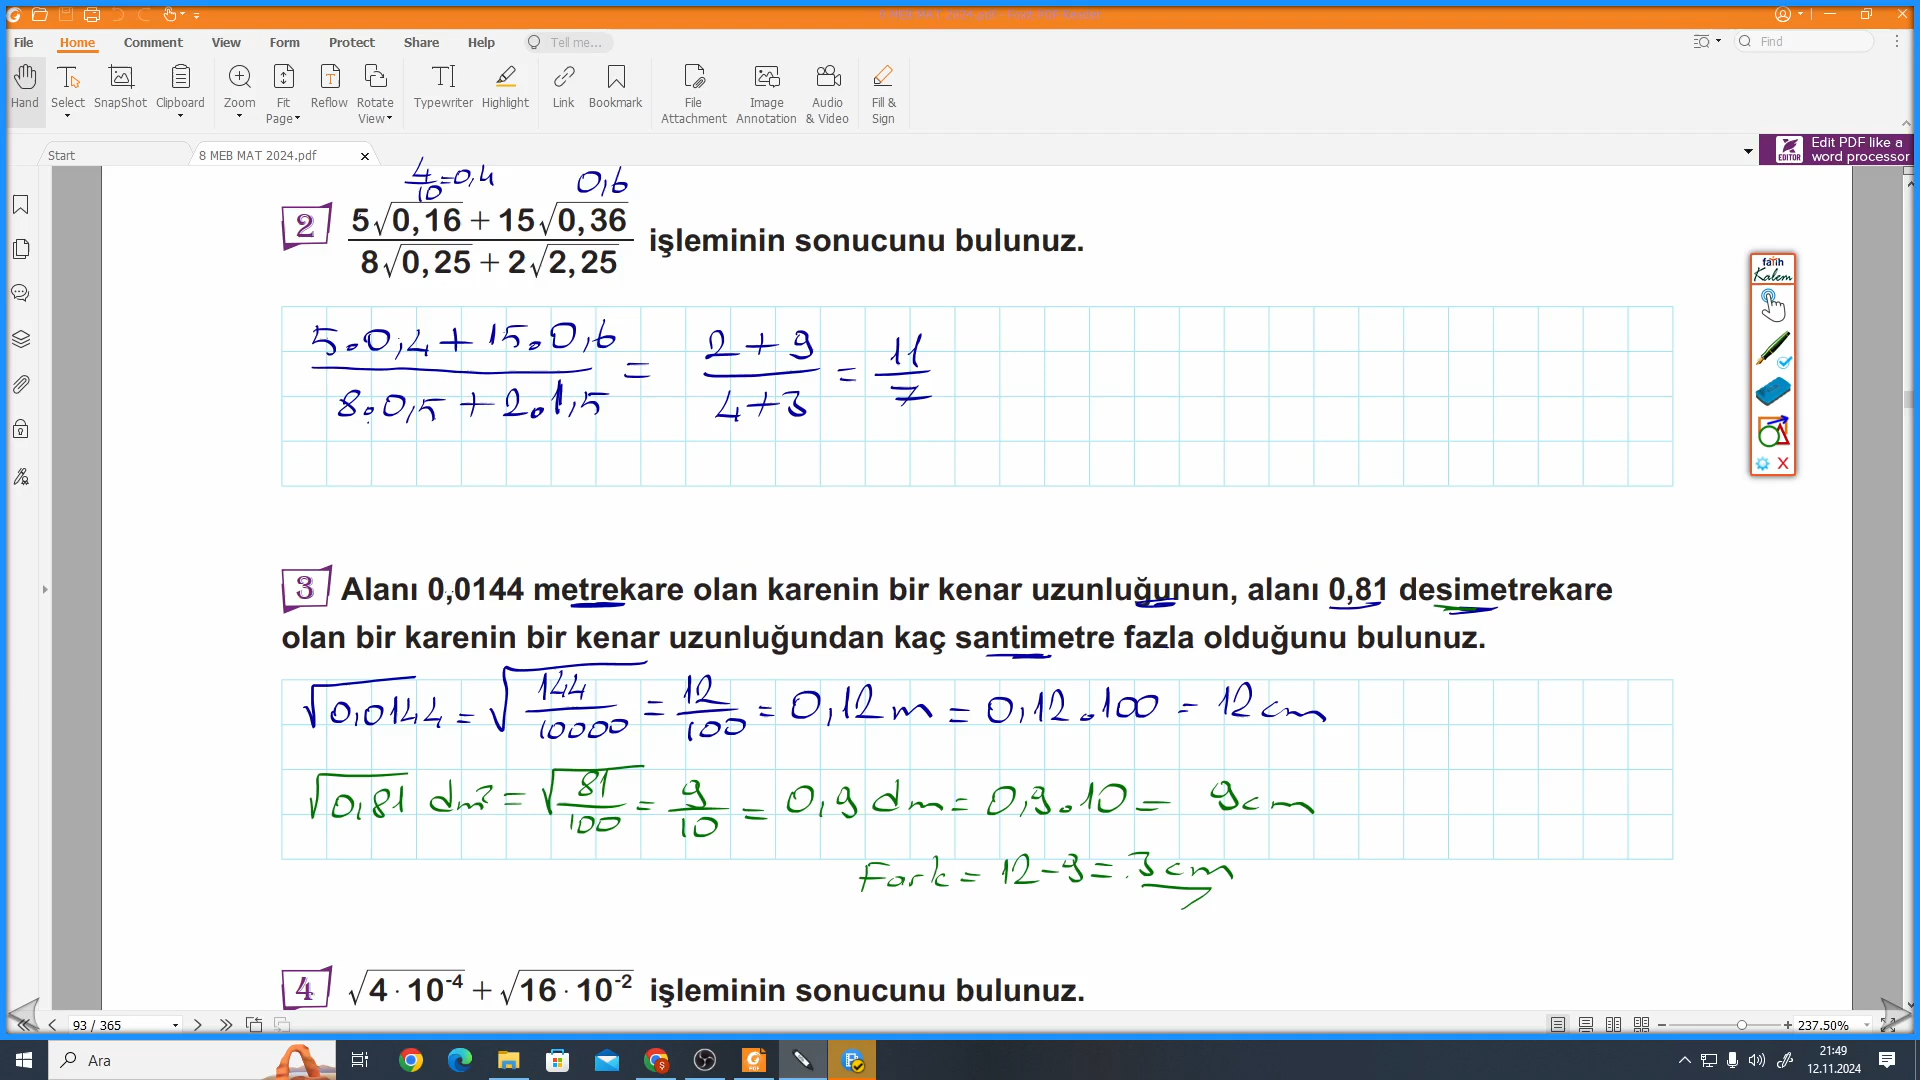 File Home Comment View Form Protect Share Help Tell me... Find
Hand Select SnapShot Clipboard Zoom Fit Page Reflow Rotate View Typewriter Highlight Link Bookmark File Attachment Image Annotation Audio & Video Fill & Sign
Start 8 MEB MAT 2024.pdf
EDITOR Edit PDF like a word processor
4/10=0,4 0,6
2 (5√0,16 + 15√0,36)/(8√0,25 + 2√2,25) işleminin sonucunu bulunuz.
fatih Kalem
(5.0,4+15.0,6)/(8.0,5+2.1,5) = (2+9)/(4+3) = 11/7
3 Alanı 0,0144 metrekare olan karenin bir kenar uzunluğunun, alanı 0,81 desimetrekare
olan bir karenin bir kenar uzunluğundan kaç santimetre fazla olduğunu bulunuz.
√0,0144 = √(144/10000) = 12/100 = 0,12 m = 0,12.100 = 12 cm
√0,81 dm² = √(81/100) = 9/10 = 0,9 dm = 0,9.10 = 9 cm
Fark = 12-9 = 3 cm
4 √(4 · 10⁻⁴) + √(16 · 10⁻²) işleminin sonucunu bulunuz.
93 / 365 237.50%
Ara 21:49
12.11.2024